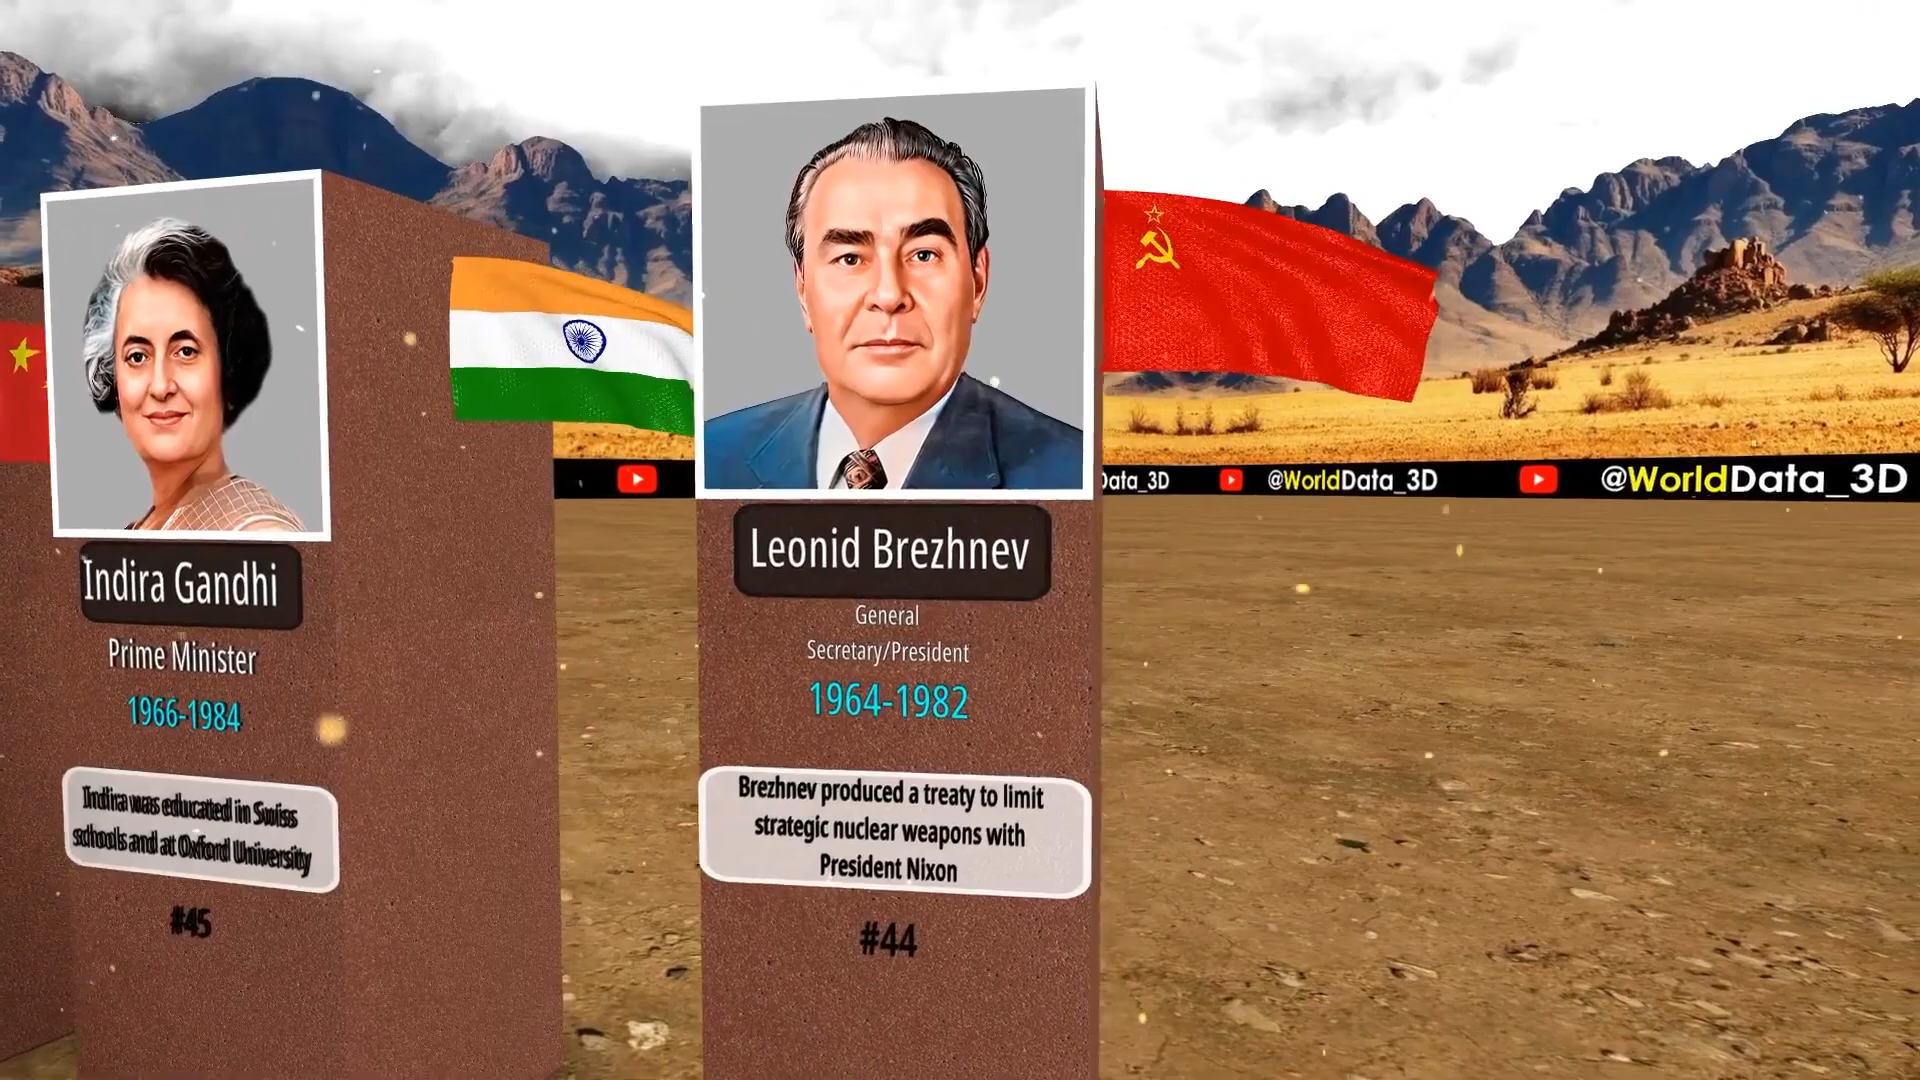 Indira Gandhi
Prime Minister
1966-1984
Indira was educated in Swiss
schools and at Oxford University
#45
Leonid Brezhnev
General
Secretary/President
1964-1982
Brezhnev produced a treaty to limit
strategic nuclear weapons with
President Nixon
#44
Data_3D @WorldData_3D @WorldData_3D